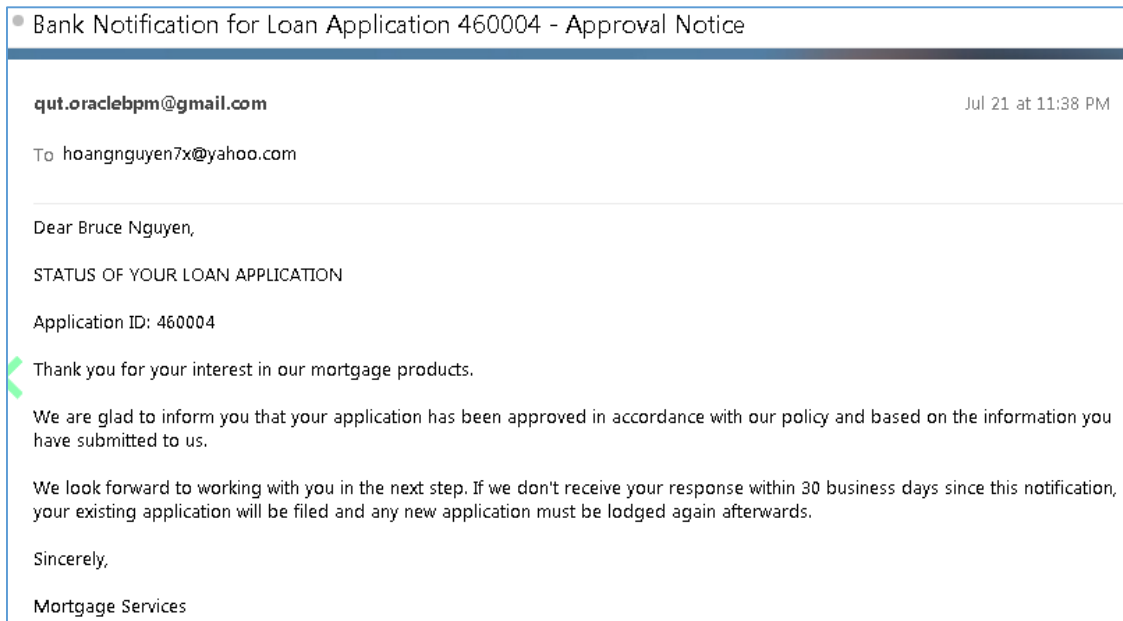 Bank Notification for Loan Application 460004 - Approval Notice
qut.oraclebpm@gmail.com
Jul 21 at 11:38 PM
To hoangnguyen7x@yahoo.com
Dear Bruce Nguyen,
STATUS OF YOUR LOAN APPLICATION
Application ID: 460004
Thank you for your interest in our mortgage products.
We are glad to inform you that your application has been approved in accordance with our policy and based on the information you
have submitted to us.
We look forward to working with you in the next step. If we don't receive your response within 30 business days since this notification,
your existing application will be filed and any new application must be lodged again afterwards.
Sincerely,
Mortgage Services